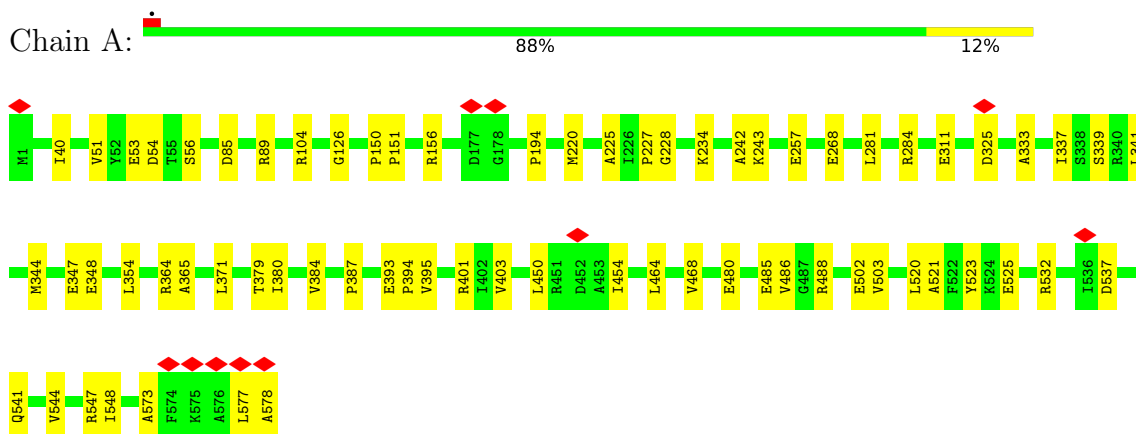 Chain A:
88% 12%
M1 I40 V51 Y52 E53 D54 T55 S56 D85 R89 R104 G126 P150 P151 R156 D177 G178 P194 M220 A225 I226 P227 G228 K234 A242 K243 E257 E268 L281 R284 E311 D325 A333 I337 S338 S339 R340 L341
M344 E347 E348 L354 R364 A365 L371 T379 I380 V384 P387 E393 P394 V395 R401 I402 V403 L450 R451 D452 A453 I454 L464 V468 E480 E485 V486 G487 R488 E502 V503 L520 A521 F522 Y523 K524 E525 R532 I536 D537
Q541 V544 R547 I548 A573 F574 K575 A576 L577 A578